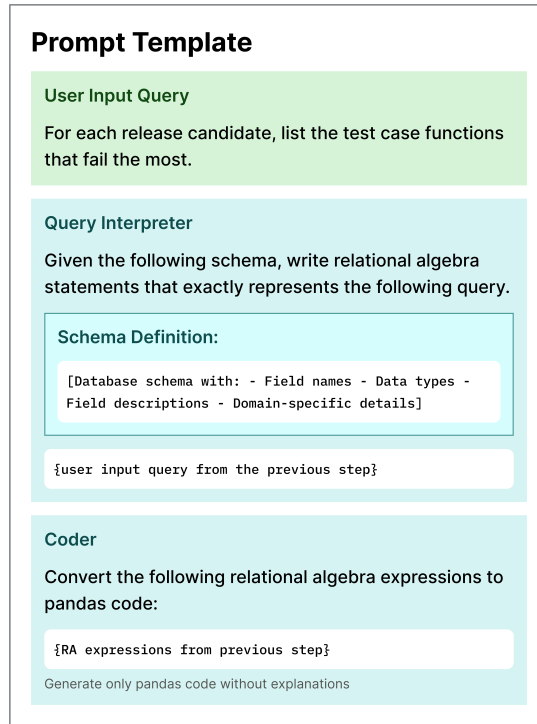 Prompt Template
User Input Query
For each release candidate, list the test case functions
that fail the most.
Query Interpreter
Given the following schema, write relational algebra
statements that exactly represents the following query.
Schema Definition:
[Database schema with: - Field names - Data types -
Field descriptions - Domain-specific details]
{user input query from the previous step}
Coder
Convert the following relational algebra expressions to
pandas code:
{RA expressions from previous step}
Generate only pandas code without explanations